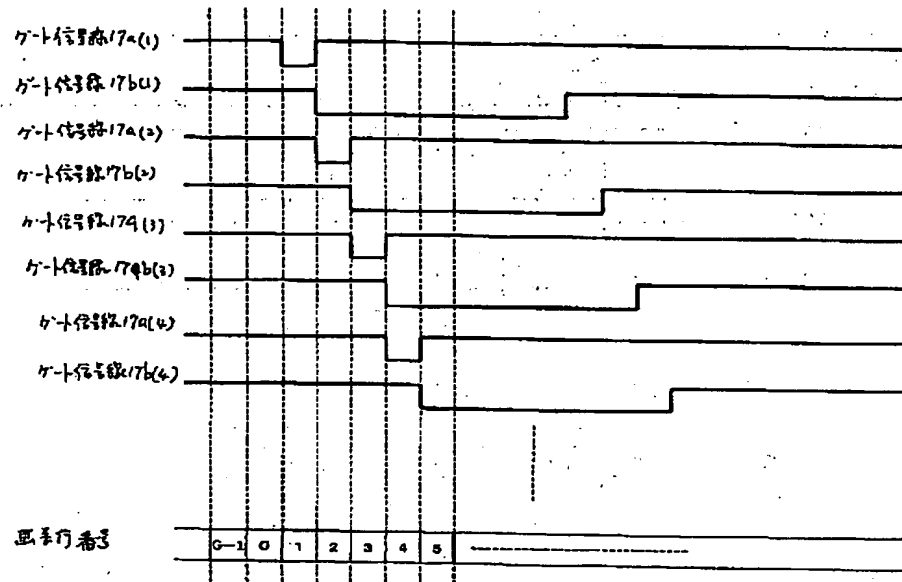 ゲート信号線17a(1)
ゲート信号線17b(1)
ゲート信号線17a(2)
ゲート信号線17b(2)
ゲート信号線17a(3)
ゲート信号線17b(3)
ゲート信号線17a(4)
ゲート信号線17b(4)
画素行番号 G-1 G 1 2 3 4 5